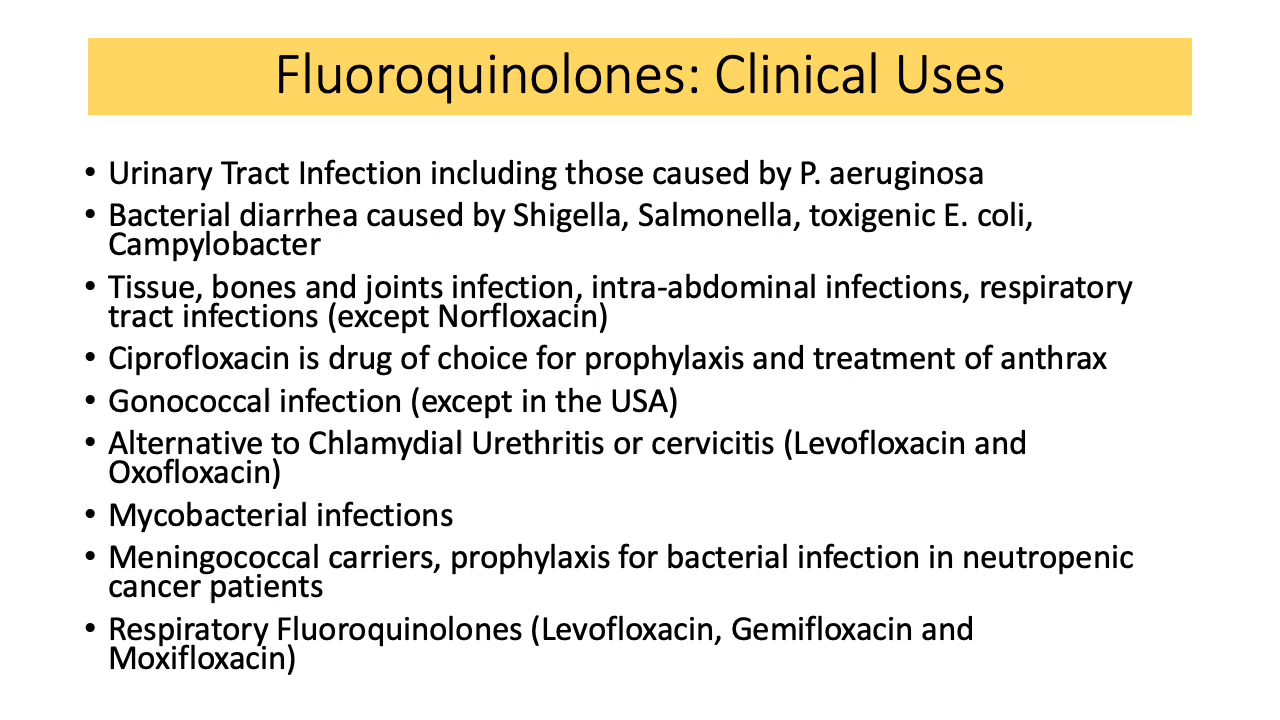 Fluoroquinolones: Clinical Uses
• Urinary Tract Infection including those caused by P. aeruginosa
• Bacterial diarrhea caused by Shigella, Salmonella, toxigenic E. coli,
Campylobacter
• Tissue, bones and joints infection, intra-abdominal infections, respiratory
tract infections (except Norfloxacin)
• Ciprofloxacin is drug of choice for prophylaxis and treatment of anthrax
• Gonococcal infection (except in the USA)
• Alternative to Chlamydial Urethritis or cervicitis (Levofloxacin and
Oxofloxacin)
• Mycobacterial infections
• Meningococcal carriers, prophylaxis for bacterial infection in neutropenic
cancer patients
• Respiratory Fluoroquinolones (Levofloxacin, Gemifloxacin and
Moxifloxacin)